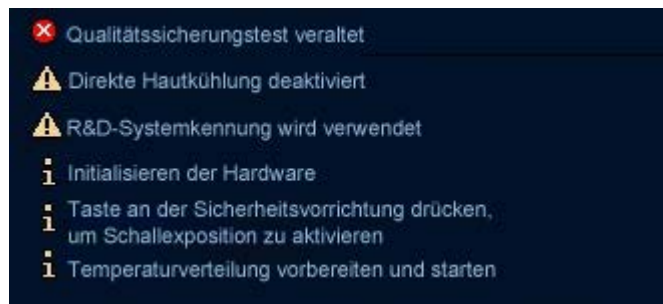 Qualitätssicherungstest veraltet
Direkte Hautkühlung deaktiviert
R&D-Systemkennung wird verwendet
Initialisieren der Hardware
Taste an der Sicherheitsvorrichtung drücken,
um Schallexposition zu aktivieren
Temperaturverteilung vorbereiten und starten